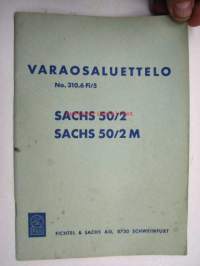 VARAOSALUETTELO
No. 310.6 Fi/5
SACHS 50/2
SACHS 50/2 M
FICHTEL & SACHS AG, 8720 SCHWEINFURT